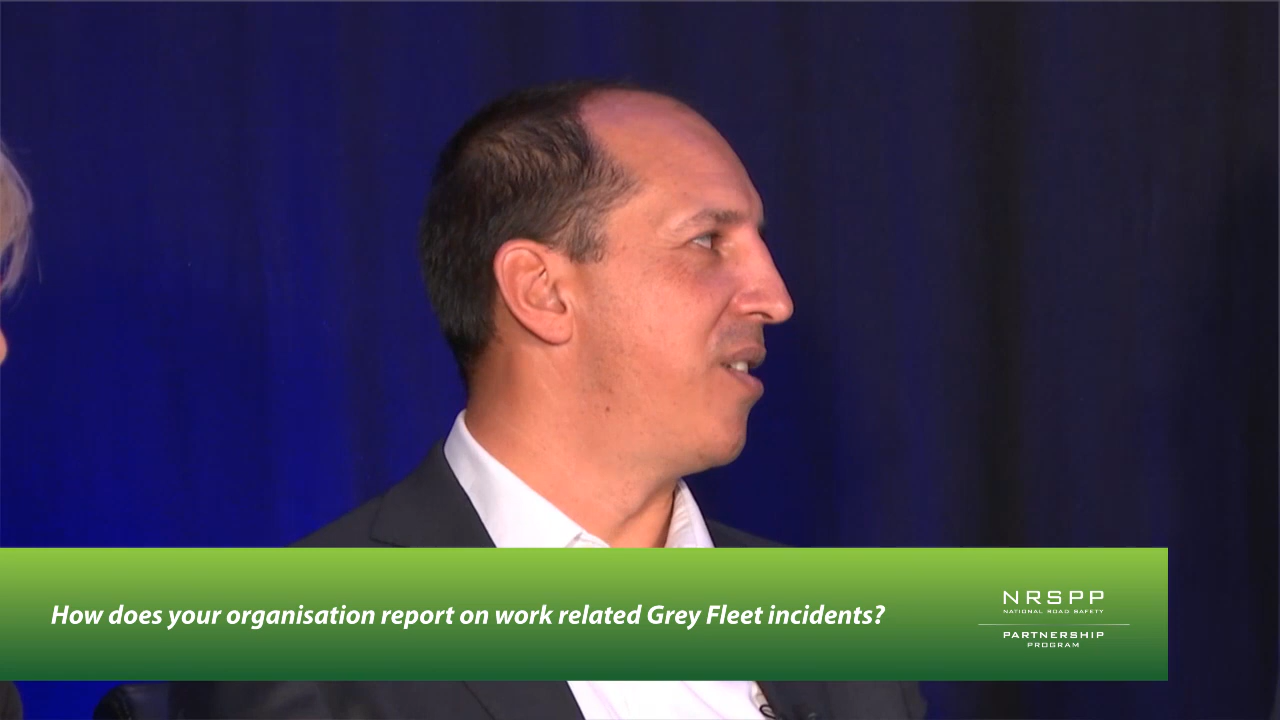 How does your organisation report on work related Grey Fleet incidents?
NRSPP
NATIONAL ROAD SAFETY
PARTNERSHIP
PROGRAM